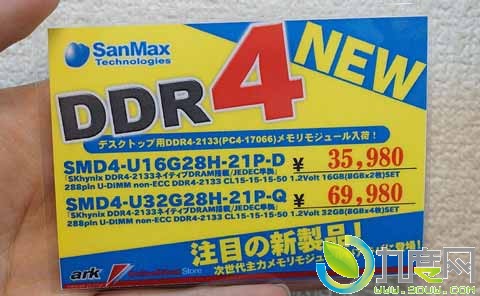 SanMax
Technologies
DDR4
NEW
デスクトップ用DDR4-2133(PC4-17066)メモリモジュール入荷！
SMD4-U16G28H-21P-D ¥ 35,980
「SKhynix DDR4-2133ネイティブDRAM搭載/JEDEC準拠」
288pin U-DIMM non-ECC DDR4-2133 CL15-15-15-50 1.2Volt 16GB(8GBx2枚)SET
SMD4-U32G28H-21P-Q ¥ 69,980
「SKhynix DDR4-2133ネイティブDRAM搭載/JEDEC準拠」
288pin U-DIMM non-ECC DDR4-2133 CL15-15-15-50 1.2Volt 32GB(8GBx4枚)SET
注目の新製品！
次世代主力メモリモジュー 登場！
ark
Store
九度网